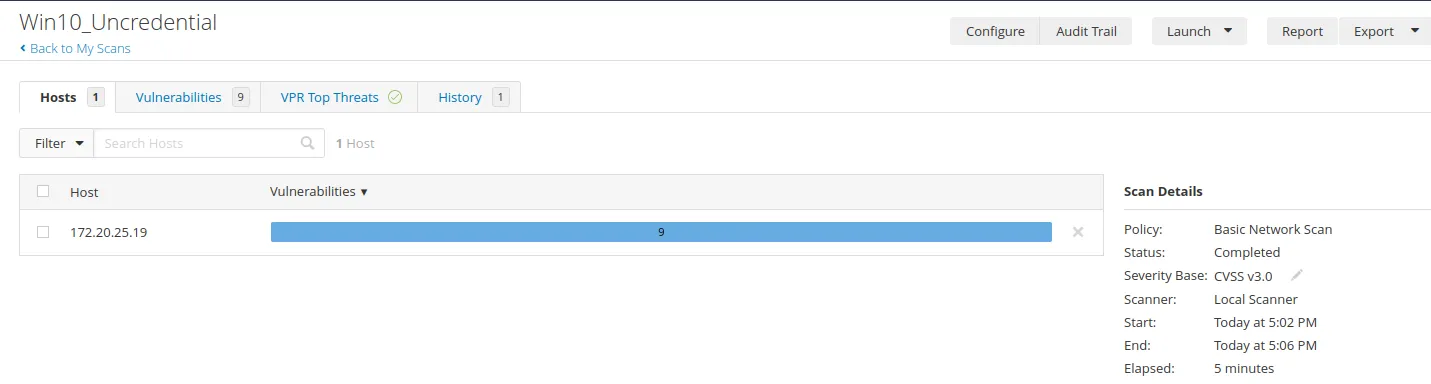 Win10_Uncredential
Back to My Scans
Configure Audit Trail Launch Report Export
Hosts 1 Vulnerabilities 9 VPR Top Threats History 1
Filter Search Hosts 1 Host
Host Vulnerabilities
172.20.25.19 9
Scan Details
Policy: Basic Network Scan
Status: Completed
Severity Base: CVSS v3.0
Scanner: Local Scanner
Start: Today at 5:02 PM
End: Today at 5:06 PM
Elapsed: 5 minutes